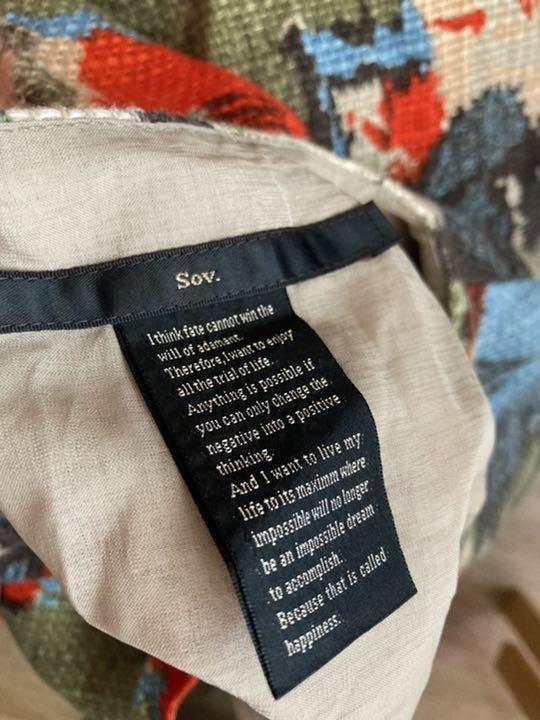 Sov.
I think fate cannot win the
will of adamant.
Therefore,I want to enjoy
all the trial of life.
Anything is possible if
you can only change the
negative into a positive
thinking.
And I want to live my
life to its maximm where
impossible will no longer
be an impossible dream
to accomplish.
Because that is called
happiness.